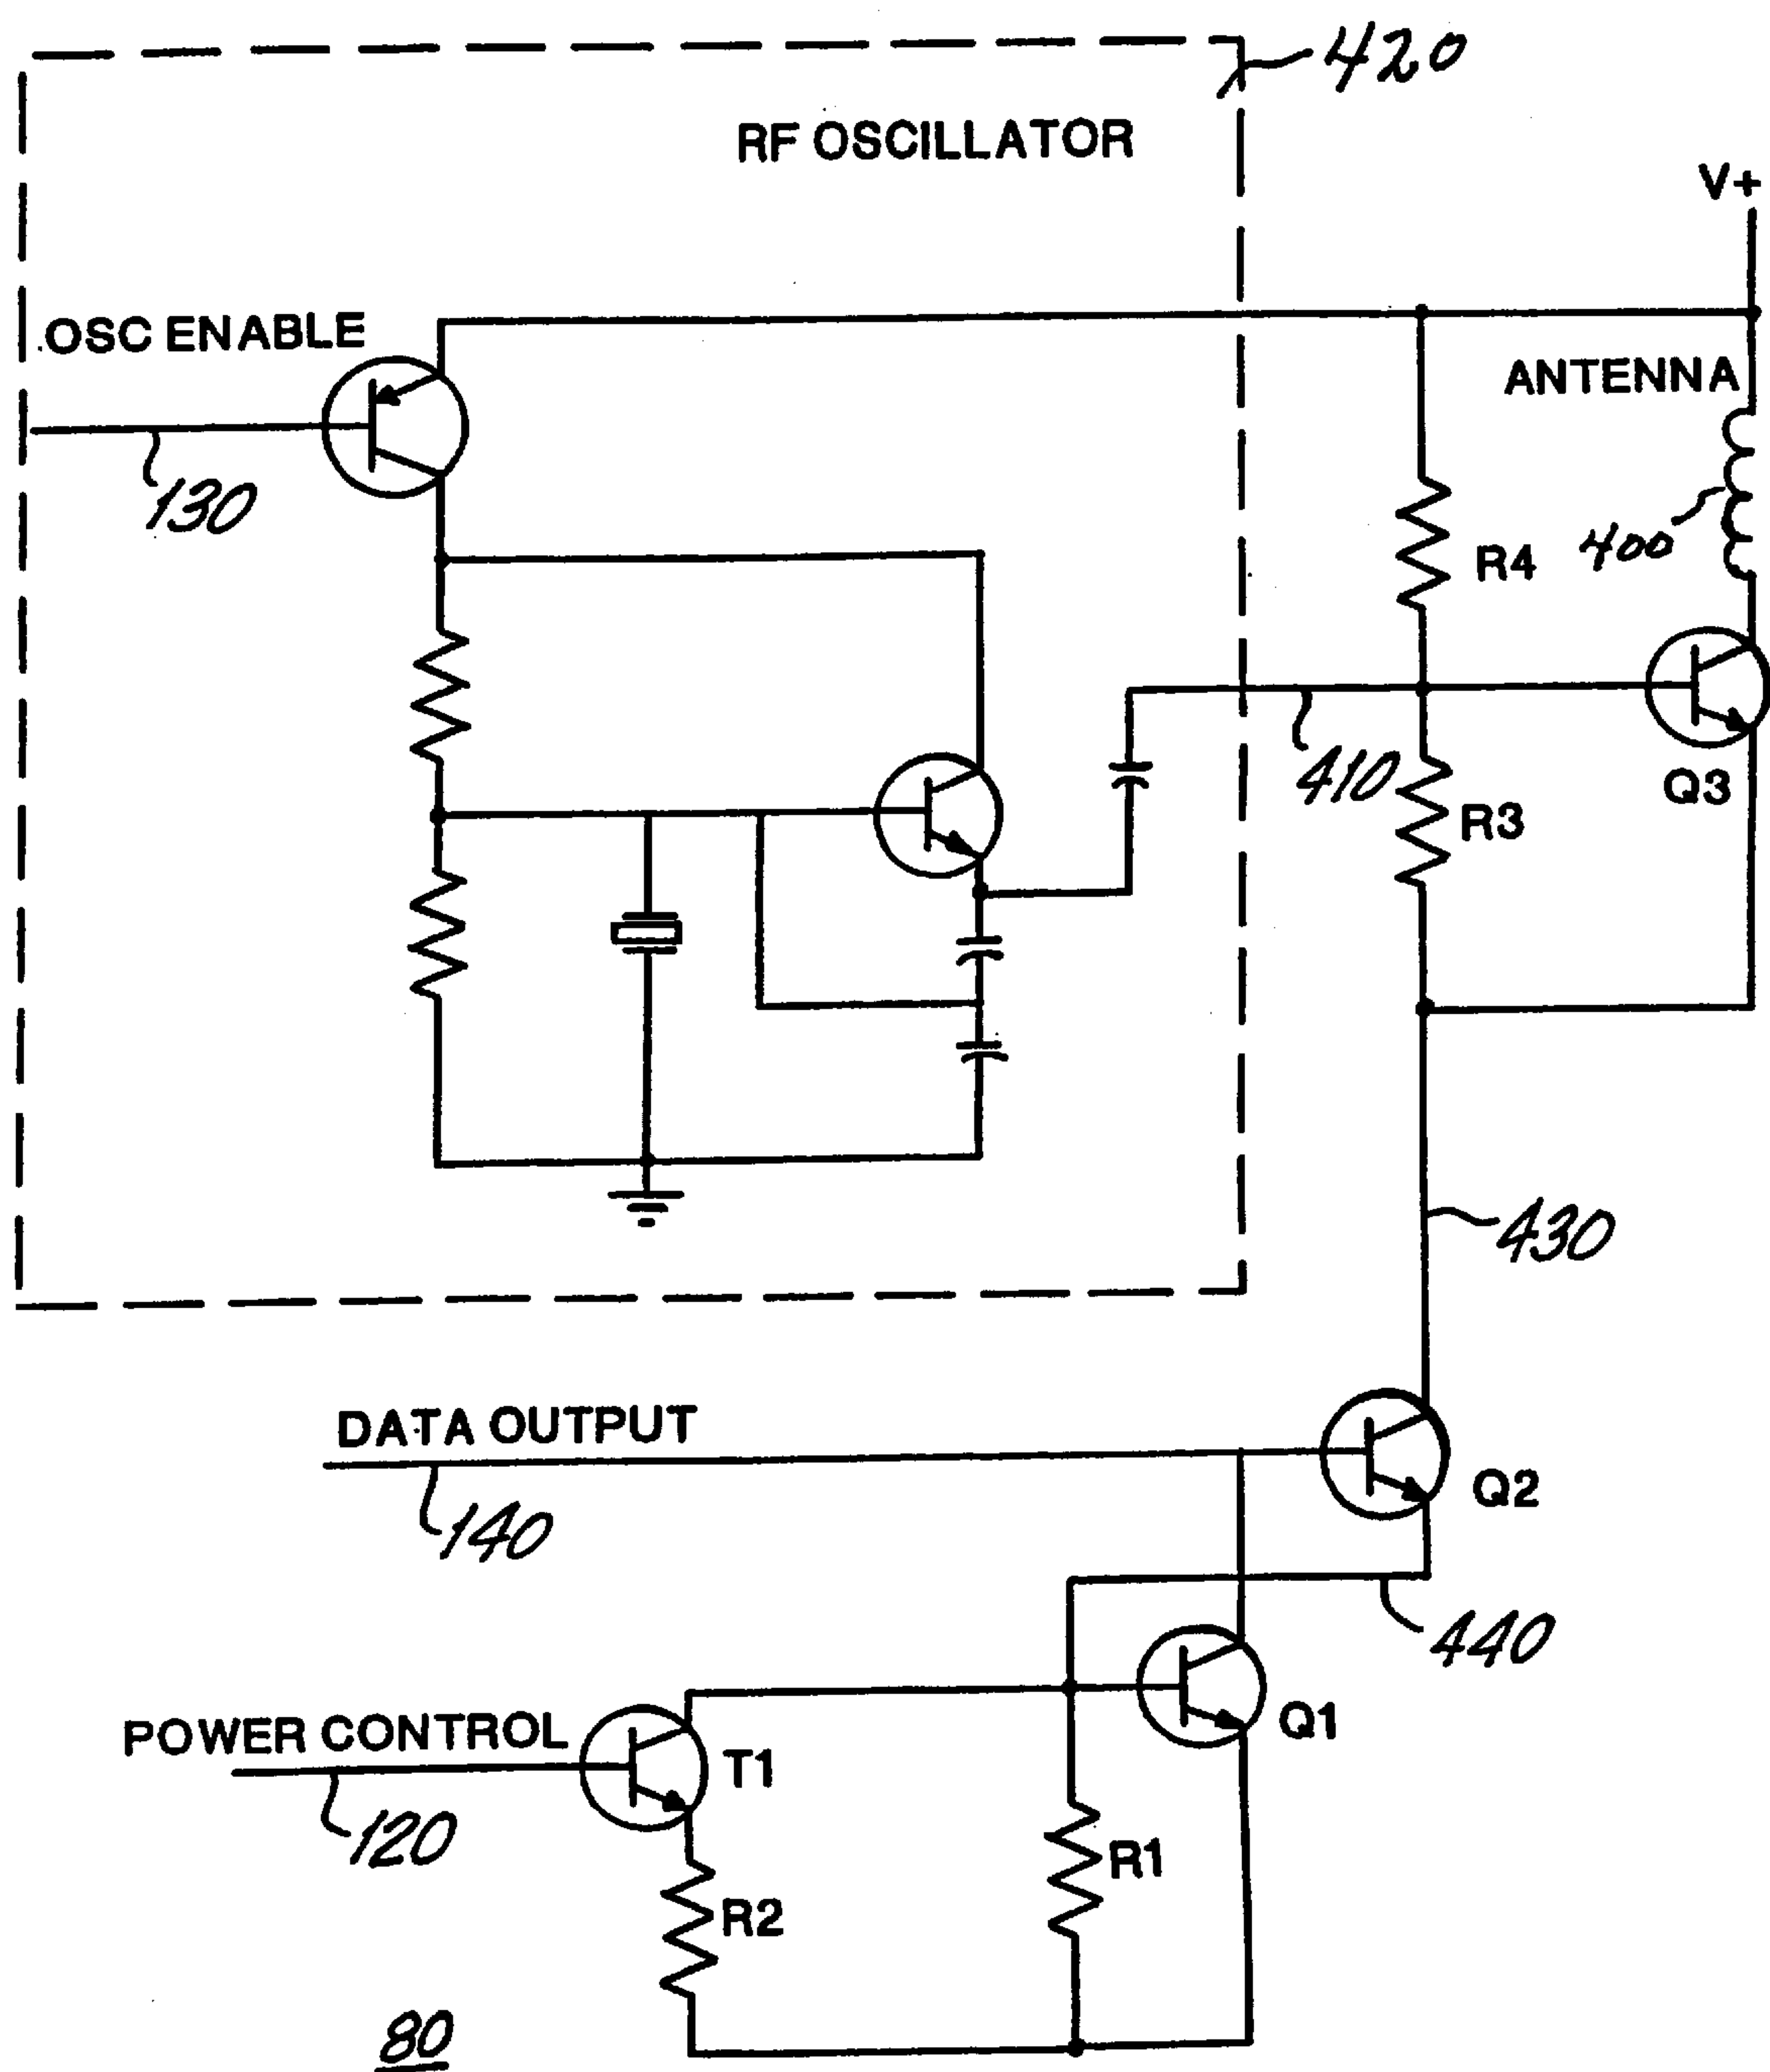 420
RF OSCILLATOR
V+
OSC ENABLE
ANTENNA
130
R4
400
410
Q3
R3
430
DATA OUTPUT
Q2
140
440
POWER CONTROL
Q1
T1
120
R1
R2
80